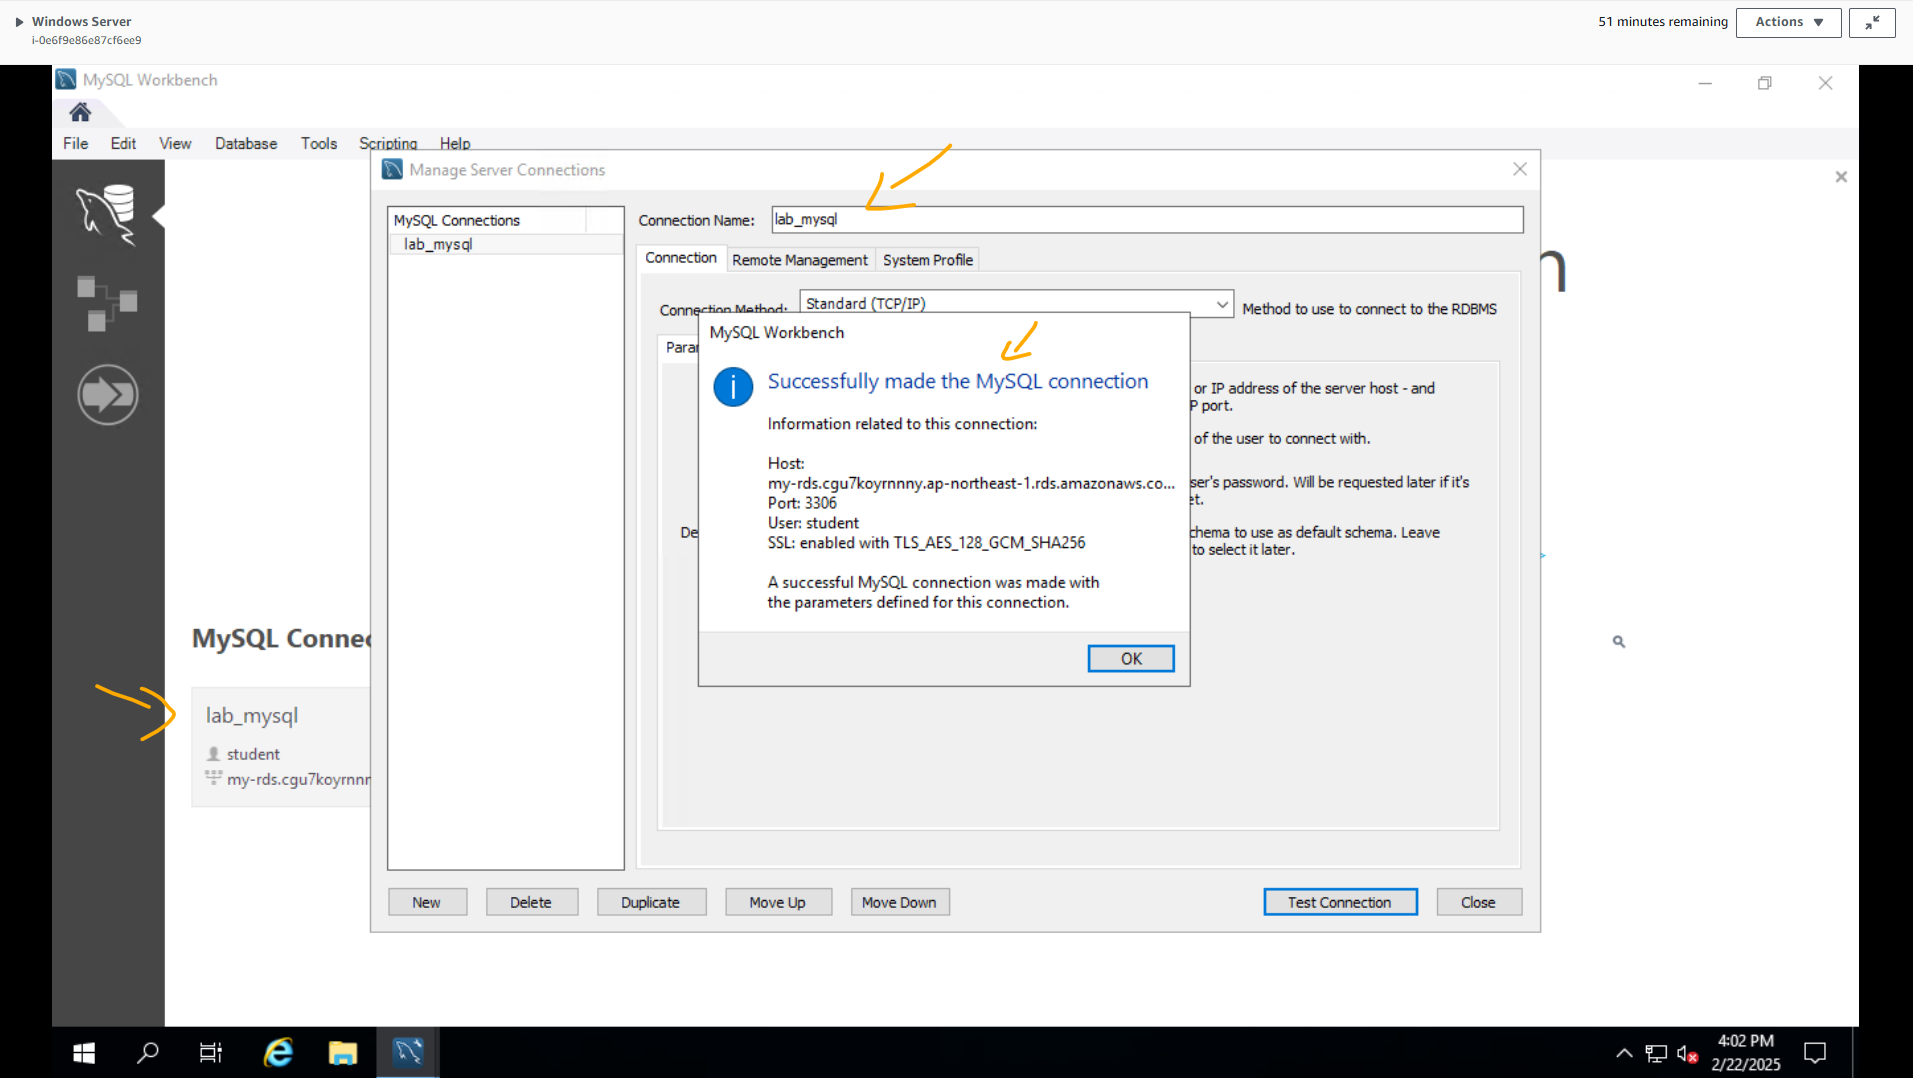 Windows Server
i-0e6f9e86e87cf6ee9
51 minutes remaining
Actions
MySQL Workbench
File Edit View Database Tools Scripting Help
Manage Server Connections
MySQL Connections
lab_mysql
Connection Name: lab_mysql
Connection Remote Management System Profile
Connection Method: Standard (TCP/IP) Method to use to connect to the RDBMS
MySQL Workbench
Successfully made the MySQL connection
Information related to this connection:
Host:
my-rds.cgu7koyrnnny.ap-northeast-1.rds.amazonaws.co...
Port: 3306
User: student
SSL: enabled with TLS_AES_128_GCM_SHA256
A successful MySQL connection was made with
the parameters defined for this connection.
OK
or IP address of the server host - and
P port.
of the user to connect with.
ser's password. Will be requested later if it's
et.
chema to use as default schema. Leave
to select it later.
Parar
De
n
MySQL Connec
lab_mysql
student
my-rds.cgu7koyrnnr
New Delete Duplicate Move Up Move Down Test Connection Close
4:02 PM
2/22/2025